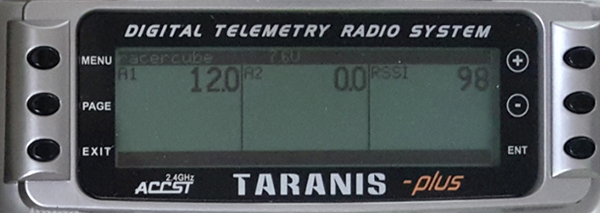 DIGITAL TELEMETRY RADIO SYSTEM
MENU
racercube 7.6V
A1 12.0 A2 0.0 RSSI 98
+
PAGE
-
EXIT
ENT
2.4GHz
ACCST TARANIS -plus